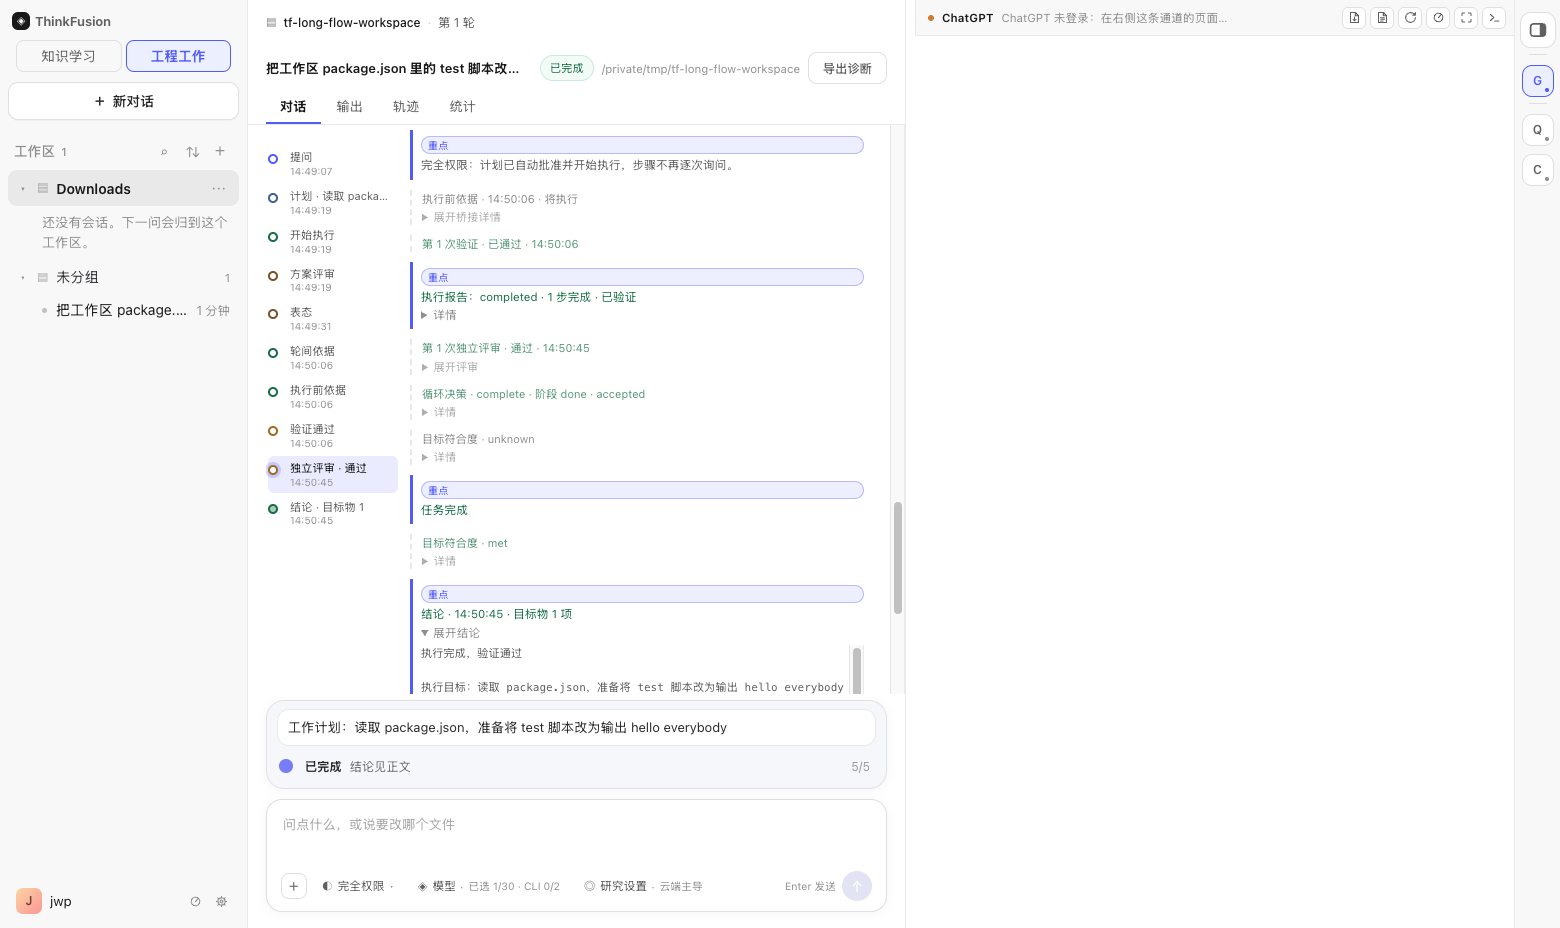 ThinkFusion
知识学习
工程工作
+ 新对话
工作区 1
Downloads
还没有会话。下一问会归到这个
工作区。
未分组 1
把工作区 package.... 1 分钟
J jwp
tf-long-flow-workspace · 第 1 轮
把工作区 package.json 里的 test 脚本改... 已完成 /private/tmp/tf-long-flow-workspace 导出诊断
对话 输出 轨迹 统计
提问
14:49:07
计划 · 读取 packa...
14:49:19
开始执行
14:49:19
方案评审
14:49:19
表态
14:49:31
轮间依据
14:50:06
执行前依据
14:50:06
验证通过
14:50:06
独立评审 · 通过
14:50:45
结论 · 目标物 1
14:50:45
重点
完全权限：计划已自动批准并开始执行，步骤不再逐次询问。
执行前依据 · 14:50:06 · 将执行
展开桥接详情
第 1 次验证 · 已通过 · 14:50:06
重点
执行报告：completed · 1 步完成 · 已验证
详情
第 1 次独立评审 · 通过 · 14:50:45
展开评审
循环决策 · complete · 阶段 done · accepted
详情
目标符合度 · unknown
详情
重点
任务完成
目标符合度 · met
详情
重点
结论 · 14:50:45 · 目标物 1 项
展开结论
执行完成，验证通过
执行目标：读取 package.json，准备将 test 脚本改为输出 hello everybody
工作计划：读取 package.json，准备将 test 脚本改为输出 hello everybody
已完成 结论见正文 5/5
问点什么，或说要改哪个文件
+ 完全权限 · 模型 · 已选 1/30 · CLI 0/2 研究设置 · 云端主导 Enter 发送
ChatGPT ChatGPT 未登录：在右侧这条通道的页面...
G
Q
C